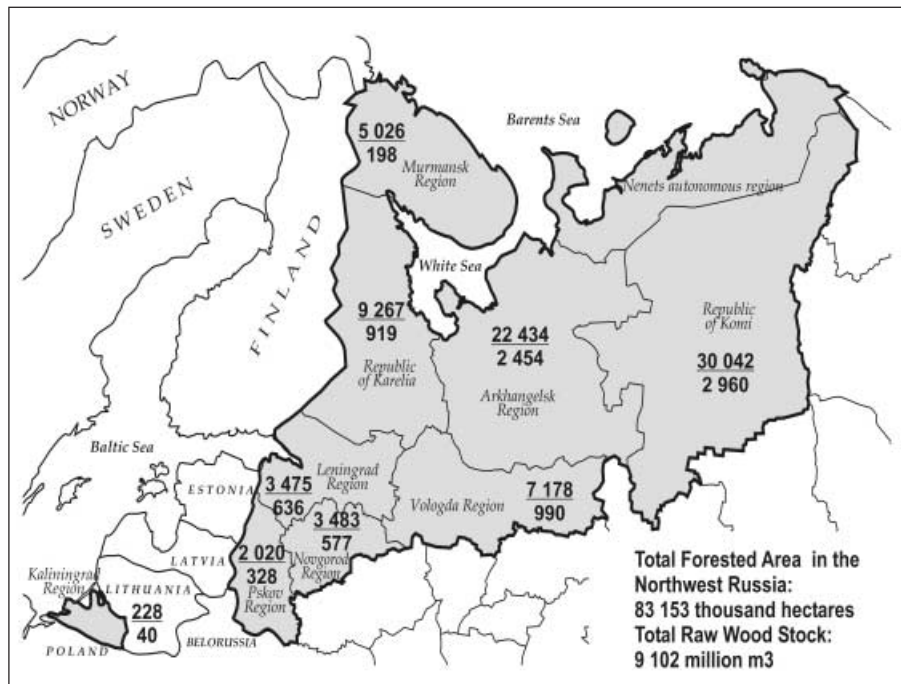 NORWAY
SWEDEN
FINLAND
Barents Sea
5 026
198
Murmansk
Region
Nenets autonomous region
White Sea
9 267
919
Republic
of Karelia
22 434
2 454
Arkhangelsk
Region
Republic
of Komi
30 042
2 960
Baltic Sea
ESTONIA
3 475
636
Leningrad
Region
Vologda Region
7 178
990
3 483
577
Novgorod
Region
LATVIA
2 020
328
Pskov
Region
Kaliningrad
Region
LITHUANIA
228
40
POLAND
BELORUSSIA
Total Forested Area in the
Northwest Russia:
83 153 thousand hectares
Total Raw Wood Stock:
9 102 million m3